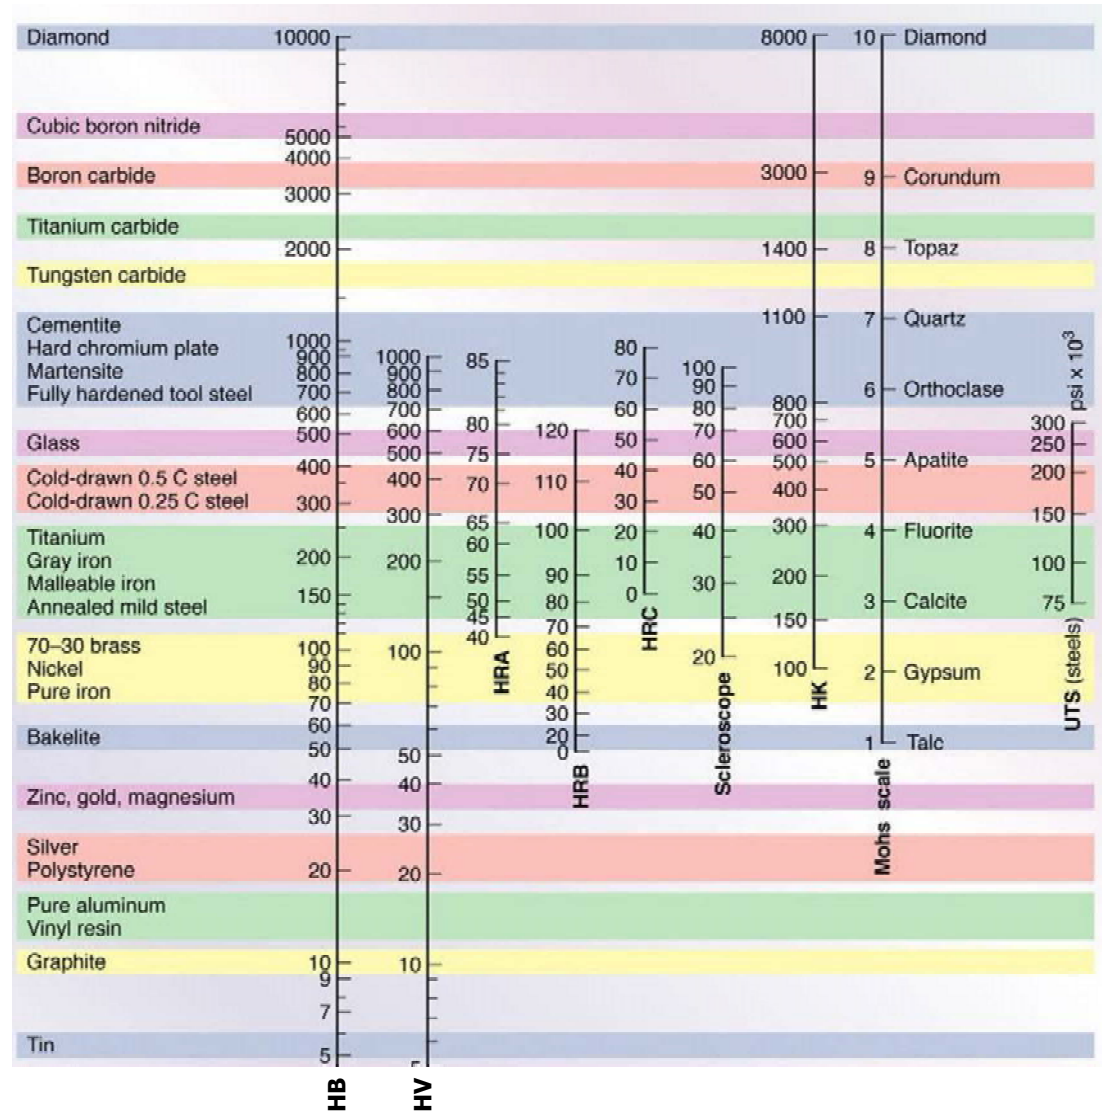 Diamond
Cubic boron nitride
Boron carbide
Titanium carbide
Tungsten carbide
Cementite
Hard chromium plate
Martensite
Fully hardened tool steel
Glass
Cold-drawn 0.5 C steel
Cold-drawn 0.25 C steel
Titanium
Gray iron
Malleable iron
Annealed mild steel
70–30 brass
Nickel
Pure iron
Bakelite
Zinc, gold, magnesium
Silver
Polystyrene
Pure aluminum
Vinyl resin
Graphite
Tin
10000
5000
4000
3000
2000
1000
900
800
700
600
500
400
300
200
150
100
90
80
70
60
50
40
30
20
10
9
7
5
HB
1000
900
800
700
600
500
400
300
200
100
50
40
30
20
10
HV
85
80
75
70
65
60
55
50
45
40
HRA
120
110
100
90
80
70
60
50
40
30
20
0
HRB
80
70
60
50
40
30
20
10
0
HRC
100
90
80
70
60
50
40
30
20
Scleroscope
8000
3000
1400
1100
800
700
600
500
400
300
200
150
100
HK
10 Diamond
9 Corundum
8 Topaz
7 Quartz
6 Orthoclase
5 Apatite
4 Fluorite
3 Calcite
2 Gypsum
1 Talc
Mohs scale
psi x 10³
300
250
200
150
100
75
UTS (steels)